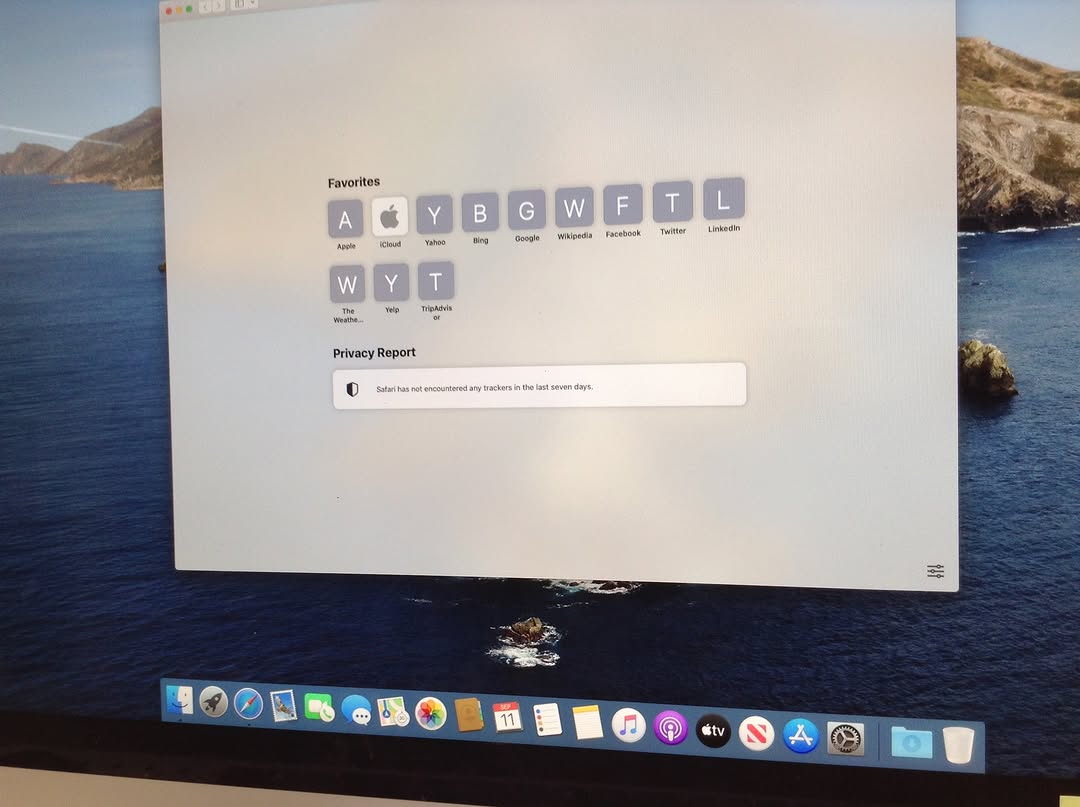 Favorites
A
Y
B
G
W
F
T
L
Apple
iCloud
Yahoo
Bing
Google
Wikipedia
Facebook
Twitter
LinkedIn
W
Y
T
The
Weathe...
Yelp
TripAdvis
or
Privacy Report
Safari has not encountered any trackers in the last seven days.
SEP
11
tv